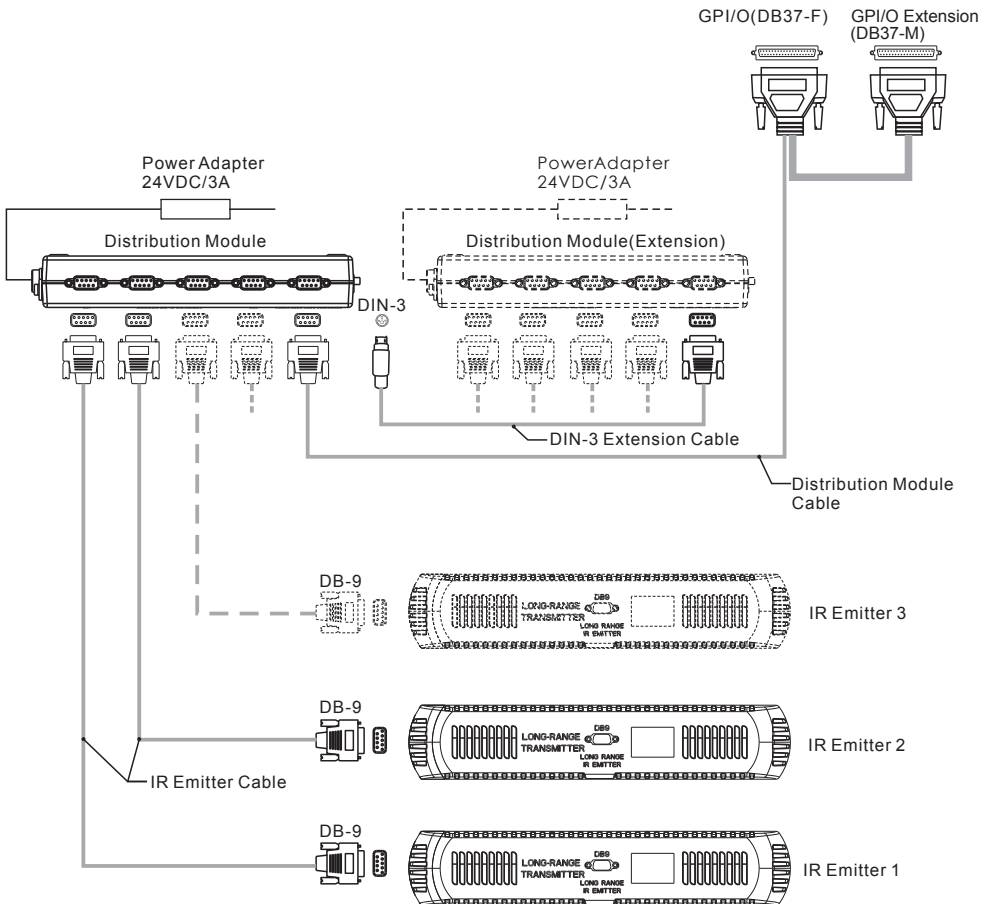 GPI/O(DB37-F)
GPI/O Extension
(DB37-M)
Power Adapter
24VDC/3A
PowerAdapter
24VDC/3A
Distribution Module
Distribution Module(Extension)
DIN-3
DIN-3 Extension Cable
Distribution Module
Cable
DB-9
LONG-RANGE
TRANSMITTER
DB9
LONG RANGE
IR EMITTER
IR Emitter 3
DB-9
LONG-RANGE
TRANSMITTER
DB9
LONG RANGE
IR EMITTER
IR Emitter 2
IR Emitter Cable
DB-9
LONG-RANGE
TRANSMITTER
DB9
LONG RANGE
IR EMITTER
IR Emitter 1